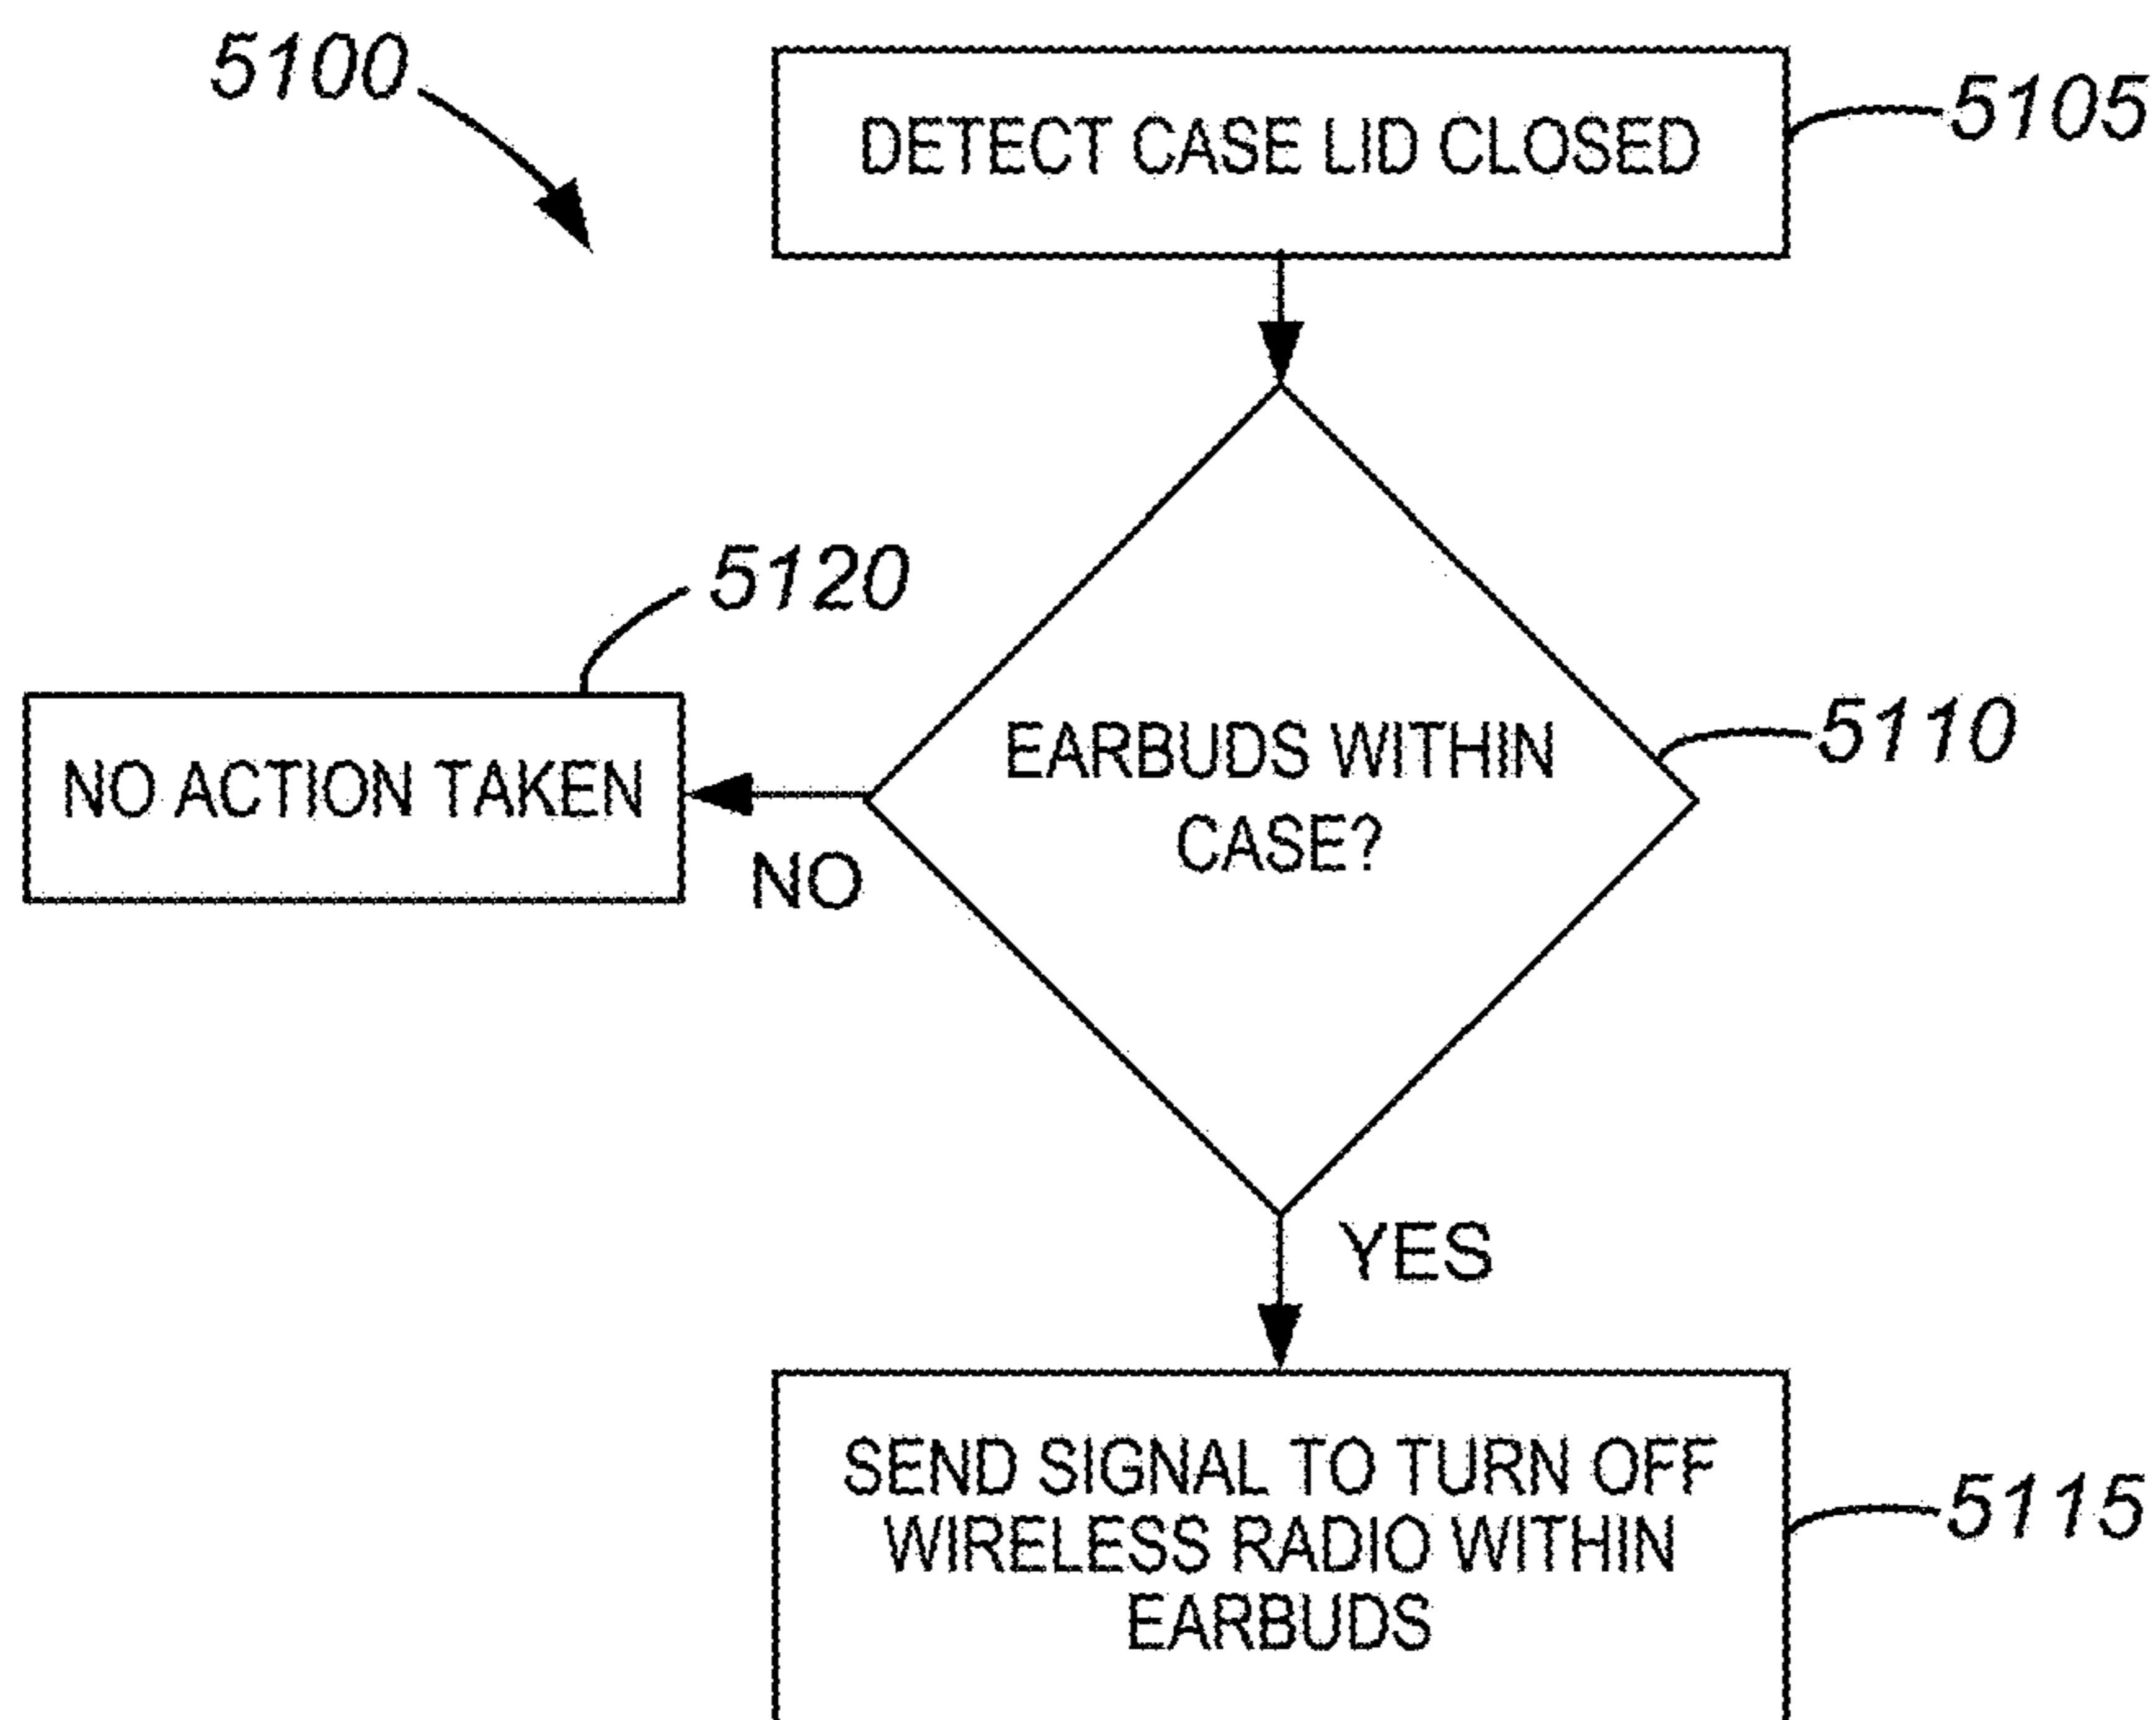 5100
DETECT CASE LID CLOSED
5105
5120
NO ACTION TAKEN
NO
EARBUDS WITHIN
CASE?
5110
YES
SEND SIGNAL TO TURN OFF
WIRELESS RADIO WITHIN
EARBUDS
5115